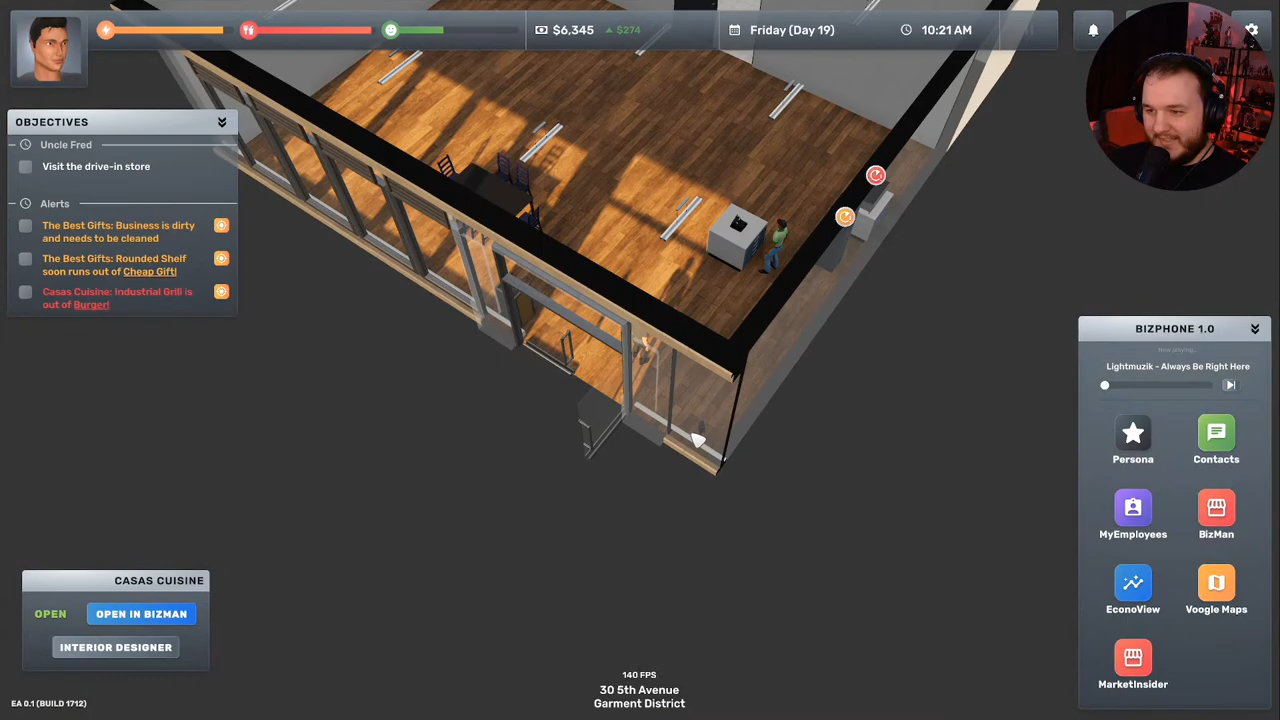 $6,345 ▲ $274
Friday (Day 19)
10:21 AM
OBJECTIVES
Uncle Fred
Visit the drive-in store
Alerts
The Best Gifts: Business is dirty
and needs to be cleaned
The Best Gifts: Rounded Shelf
soon runs out of Cheap Gift!
Casas Cuisine: Industrial Grill is
out of Burger!
BIZPHONE 1.0
Now playing...
Lightmuzik - Always Be Right Here
Persona
Contacts
MyEmployees
BizMan
EconoView
Voogle Maps
MarketInsider
CASAS CUISINE
OPEN
OPEN IN BIZMAN
INTERIOR DESIGNER
140 FPS
30 5th Avenue
Garment District
EA 0.1 (BUILD 1712)